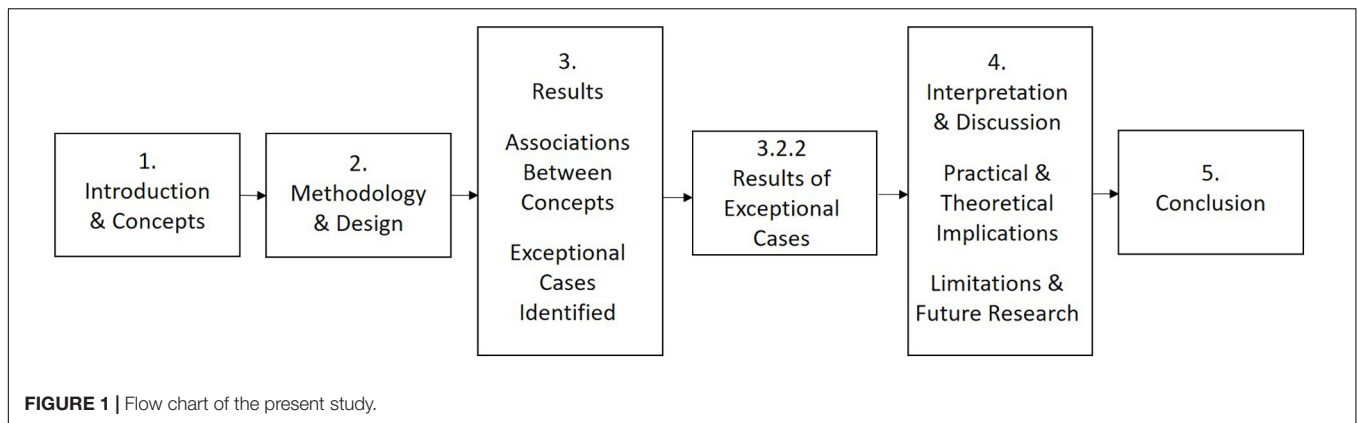 1.
Introduction
& Concepts
2.
Methodology
& Design
3.
Results
Associations
Between
Concepts
Exceptional
Cases
Identified
3.2.2
Results of
Exceptional
Cases
4.
Interpretation
& Discussion
Practical &
Theoretical
Implications
Limitations &
Future Research
5.
Conclusion
FIGURE 1 | Flow chart of the present study.